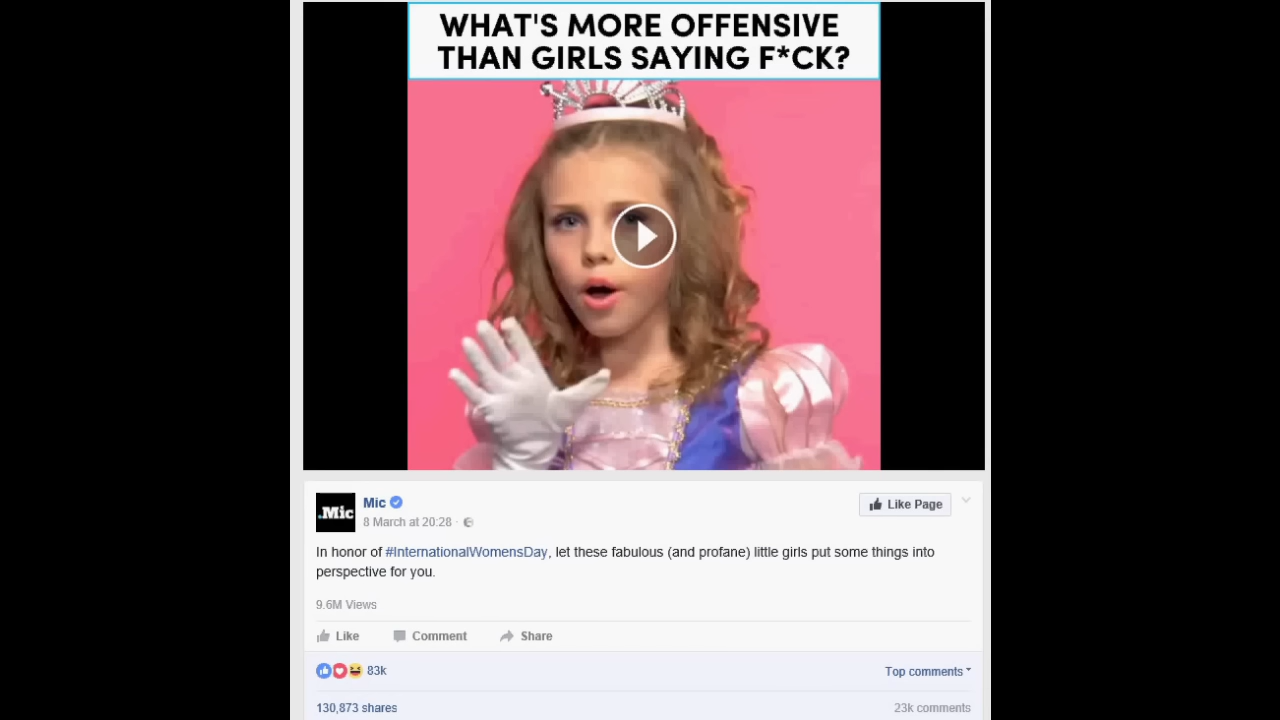 WHAT'S MORE OFFENSIVE
THAN GIRLS SAYING F*CK?
.Mic
Mic
Like Page
8 March at 20:28 ·
In honor of #InternationalWomensDay, let these fabulous (and profane) little girls put some things into
perspective for you.
9.6M Views
Like Comment Share
83k
Top comments
130,873 shares
23k comments